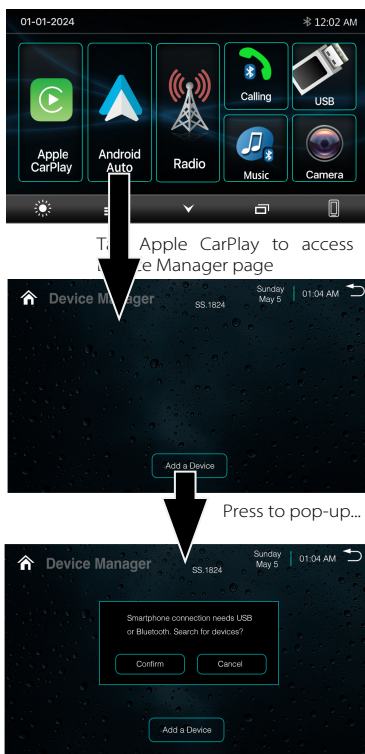 01-01-2024
12:02 AM
Apple
CarPlay
Android
Auto
Radio
Calling
USB
Music
Camera
Apple CarPlay to access
Manager page
Device Manager
SS.1824
Sunday
May 5
01:04 AM
Add a Device
Press to pop-up...
Device Manager
SS.1824
Sunday
May 5
01:04 AM
Smartphone connection needs USB
or Bluetooth. Search for devices?
Confirm
Cancel
Add a Device